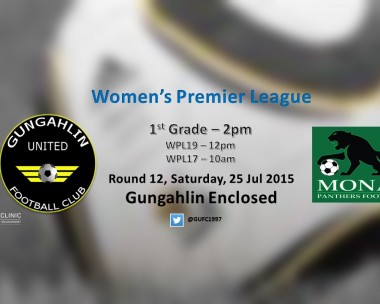 Women's Premier League
1st Grade – 2pm
WPL19 – 12pm
WPL17 – 10am
Round 12, Saturday, 25 Jul 2015
Gungahlin Enclosed
@GUFC1997
GUNGAHLIN
UNITED
FOOTBALL CLUB
CLINIC
MONA
PANTHERS FOO